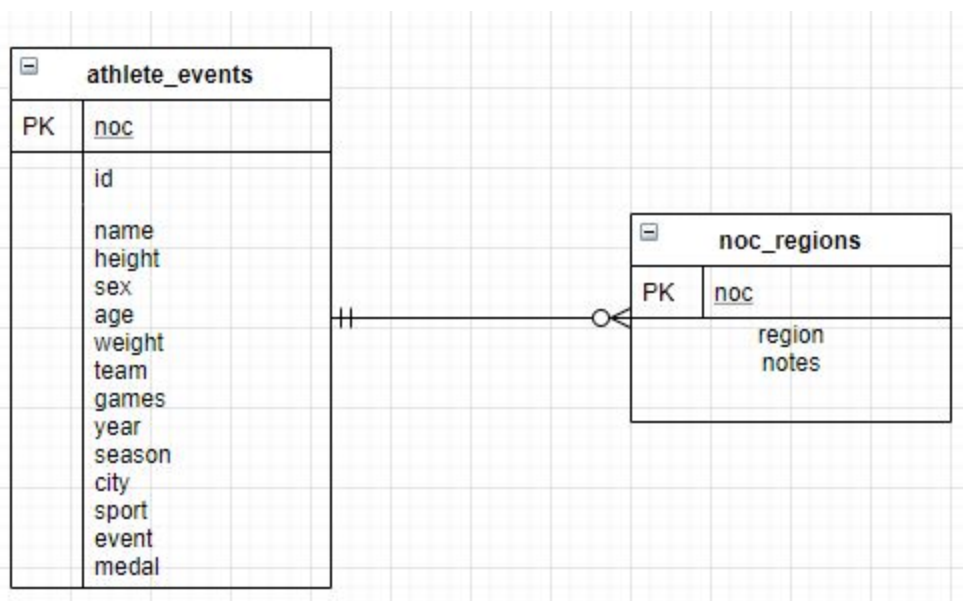 athlete_events
PK noc
id
name
height
sex
age
weight
team
games
year
season
city
sport
event
medal
noc_regions
PK noc
region
notes